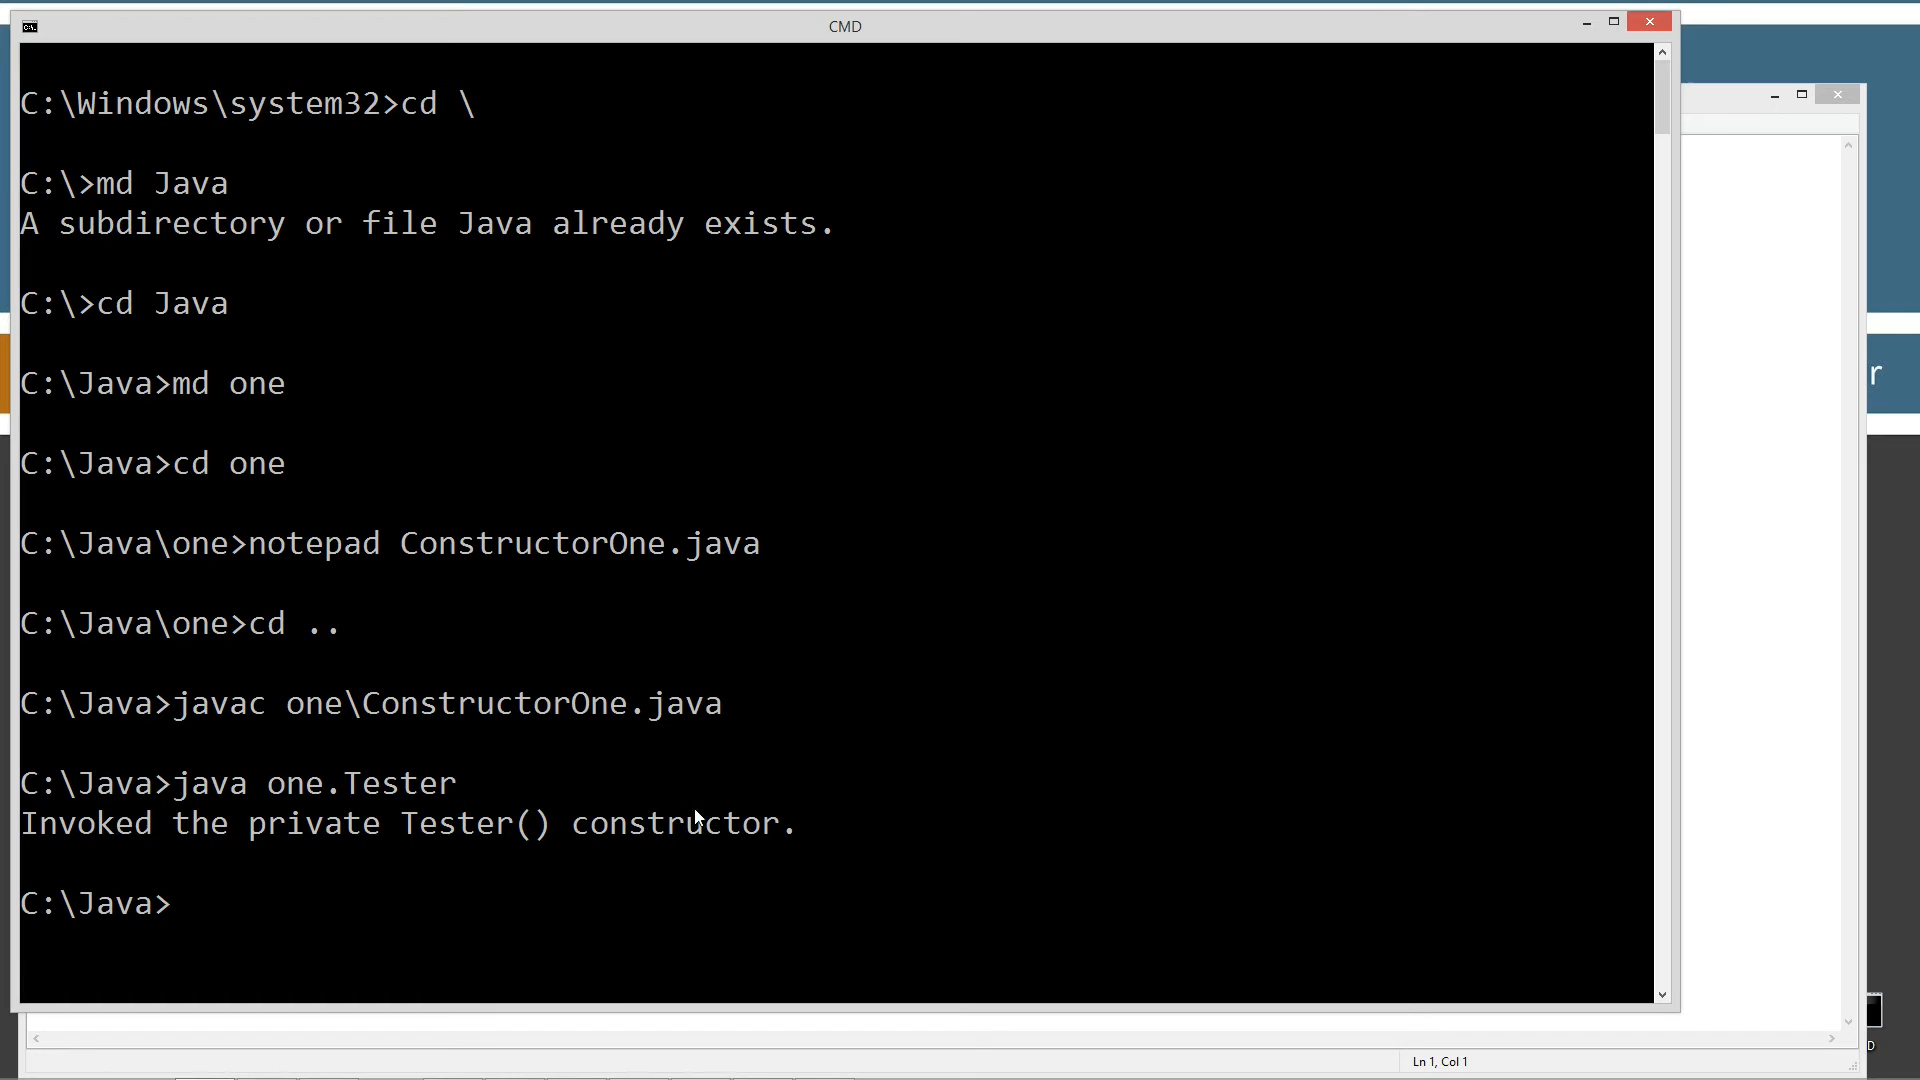 CMD
C:\Windows\system32>cd \
C:\>md Java
A subdirectory or file Java already exists.
C:\>cd Java
C:\Java>md one
C:\Java>cd one
C:\Java\one>notepad ConstructorOne.java
C:\Java\one>cd ..
C:\Java>javac one\ConstructorOne.java
C:\Java>java one.Tester
Invoked the private Tester() constructor.
C:\Java>
r
D
Ln 1, Col 1